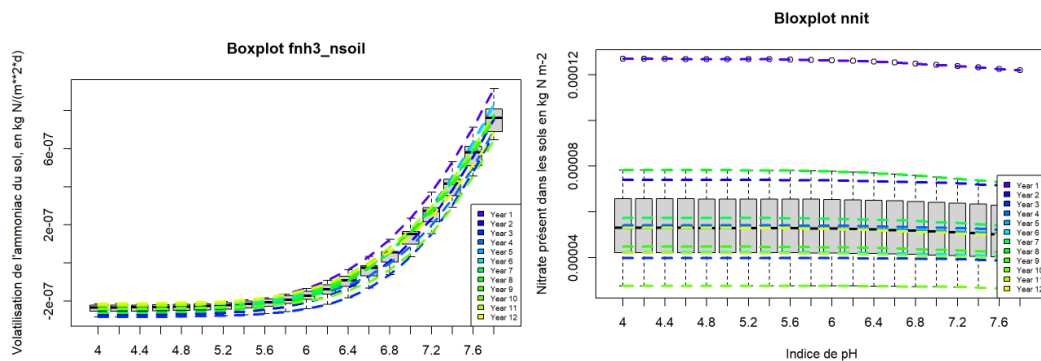 Boxplot fnh3_nsoil
Volatilisation de l'ammoniac du sol, en kg N/(m**2*d)
-2e-07
2e-07
6e-07
4
4.4
4.8
5.2
5.6
6
6.4
6.8
7.2
7.6
Year 1
Year 2
Year 3
Year 4
Year 5
Year 6
Year 7
Year 8
Year 9
Year 10
Year 11
Year 12
Bloxplot nnit
Nitrate présent dans les sols en kg N m-2
0.00004
0.00008
0.00012
4
4.4
4.8
5.2
5.6
6
6.4
6.8
7.2
7.6
Indice de pH
Year 1
Year 2
Year 3
Year 4
Year 5
Year 6
Year 7
Year 8
Year 9
Year 10
Year 11
Year 12